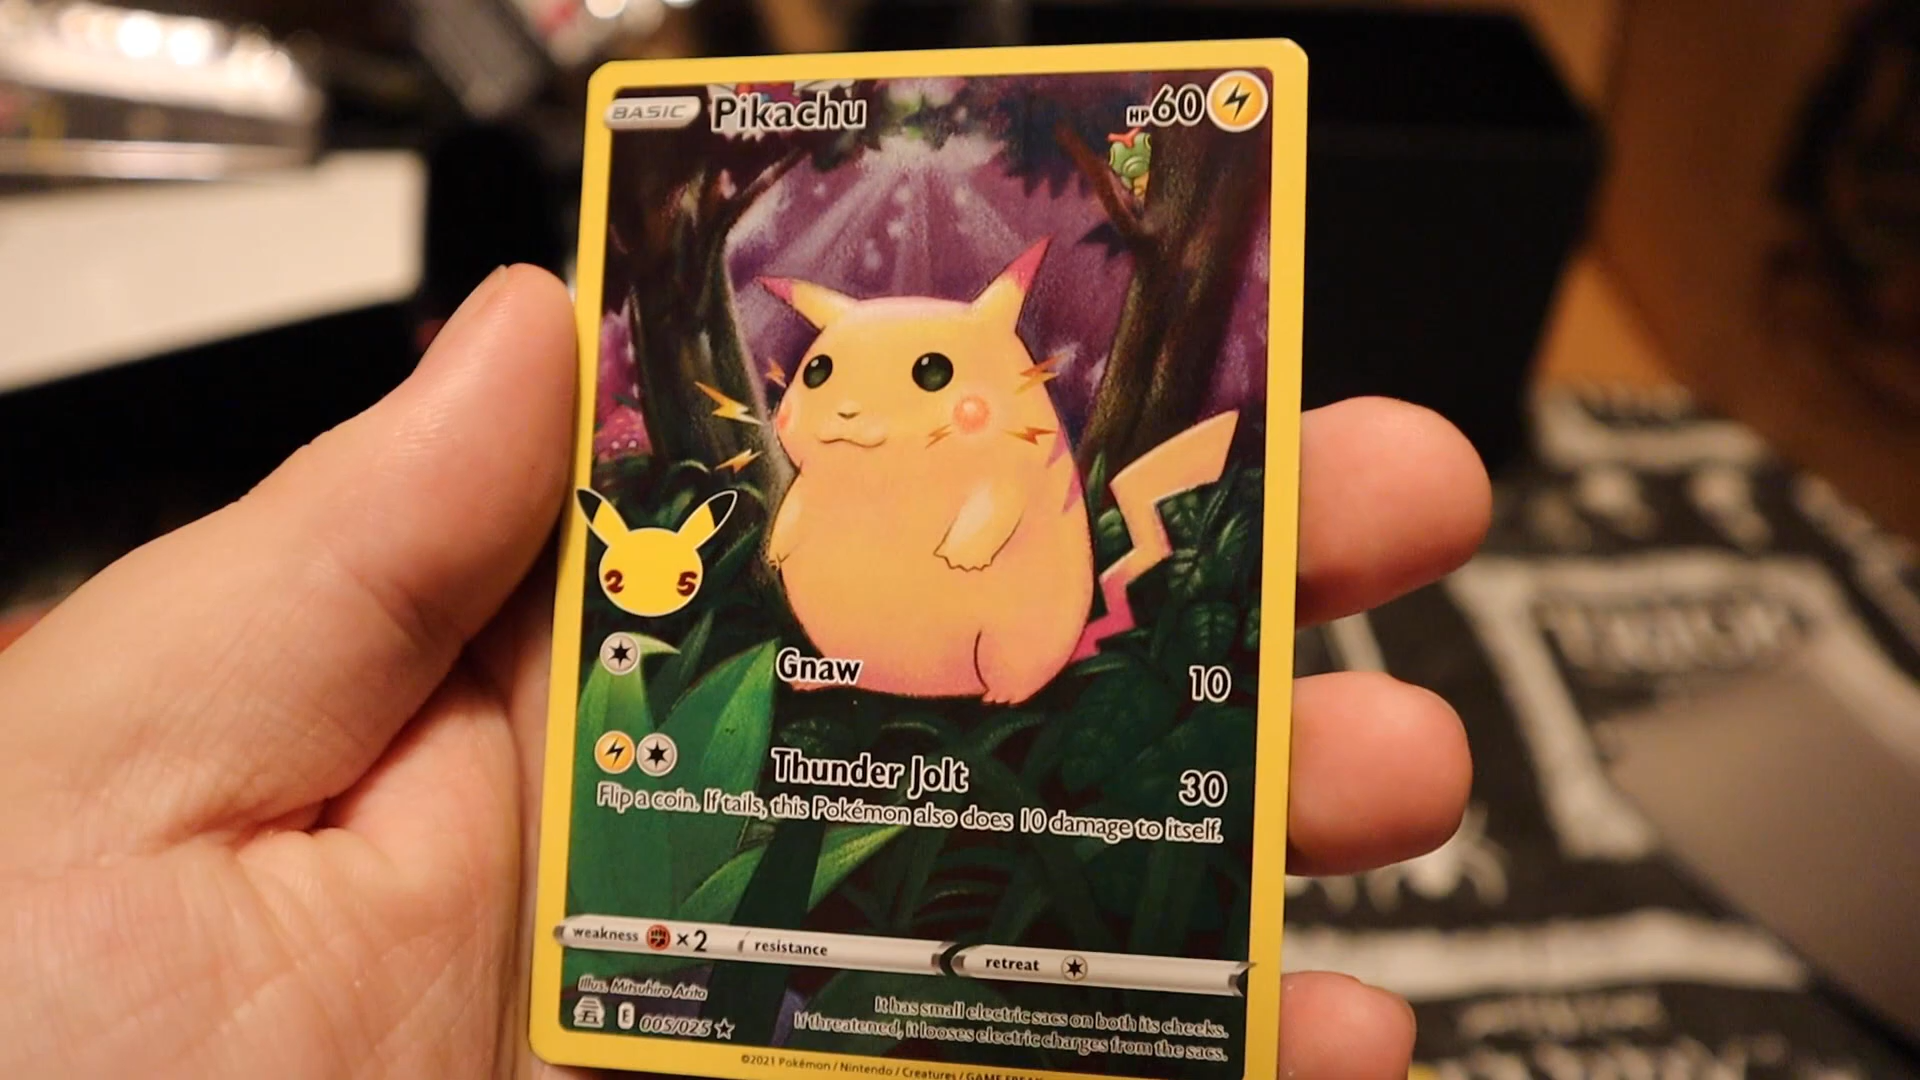 BASIC Pikachu HP60
2 5
Gnaw 10
Thunder Jolt 30
Flip a coin. If tails, this Pokémon also does 10 damage to itself.
weakness ×2 resistance retreat
Illus. Mitsuhiro Arita
E 005/025
It has small electric sacs on both its cheeks.
If threatened, it looses electric charges from the sacs.
©2021 Pokémon / Nintendo / Creatures / GAME FREAK